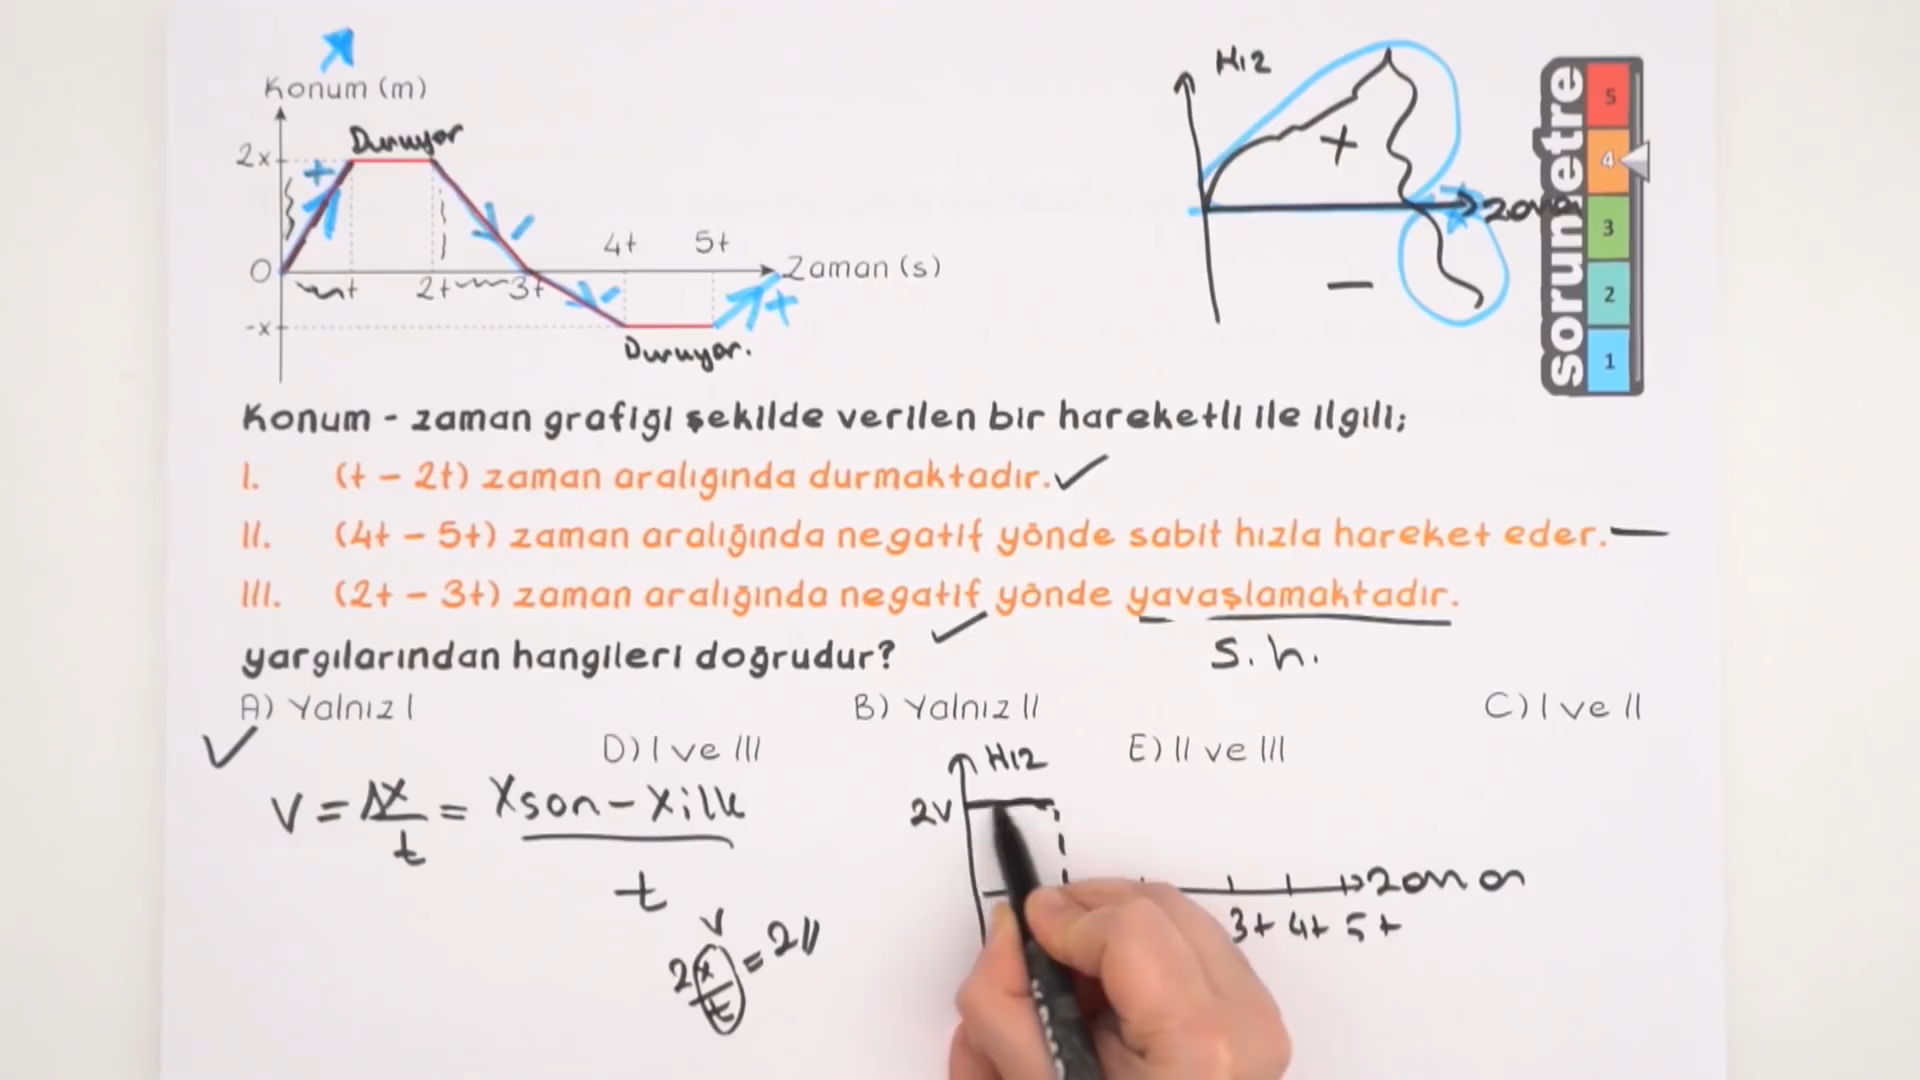 Konum (m)
2x
0
-x
t
2t
3t
4t
5t
Zaman (s)
+
Duruyor
-
-
+
Duruyor.
Hız
+
-
sorumetre
5
4
3
2
1
Konum - zaman grafiği şekilde verilen bir hareketli ile ilgili;
I. (t - 2t) zaman aralığında durmaktadır.
II. (4t - 5t) zaman aralığında negatif yönde sabit hızla hareket eder.
III. (2t - 3t) zaman aralığında negatif yönde yavaşlamaktadır.
s.h.
yargılarından hangileri doğrudur?
A) Yalnız I
B) Yalnız II
C) I ve II
D) I ve III
E) II ve III
V = Δx/t = Xson - Xilk / t
2 x/t = 2V
V
Hız
2V
Zaman
3t 4t 5t